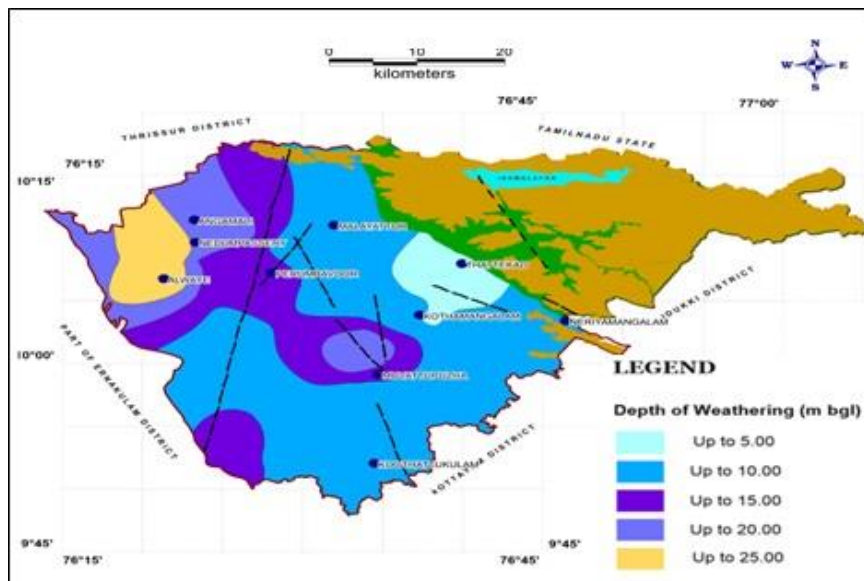 0 10 20
kilometers
N
W E
S
76°45'
77°00'
THRISSUR DISTRICT
TAMILNADU STATE
76°15'
10°15'
ANGAMALI
NEDUMPASSERY
MALAYATTUR
ALWAYE
PERUMBAVOOR
THATTEKAD
KOTHAMANGALAM
NERIYAMANGALAM
IDUKKI DISTRICT
PART OF ERNAKULAM DISTRICT
10°00'
MUVATTUPUZHA
KOTTAYAM DISTRICT
LEGEND
Depth of Weathering (m bgl)
Up to 5.00
Up to 10.00
Up to 15.00
Up to 20.00
Up to 25.00
9°45'
76°15'
76°45'
9°45'